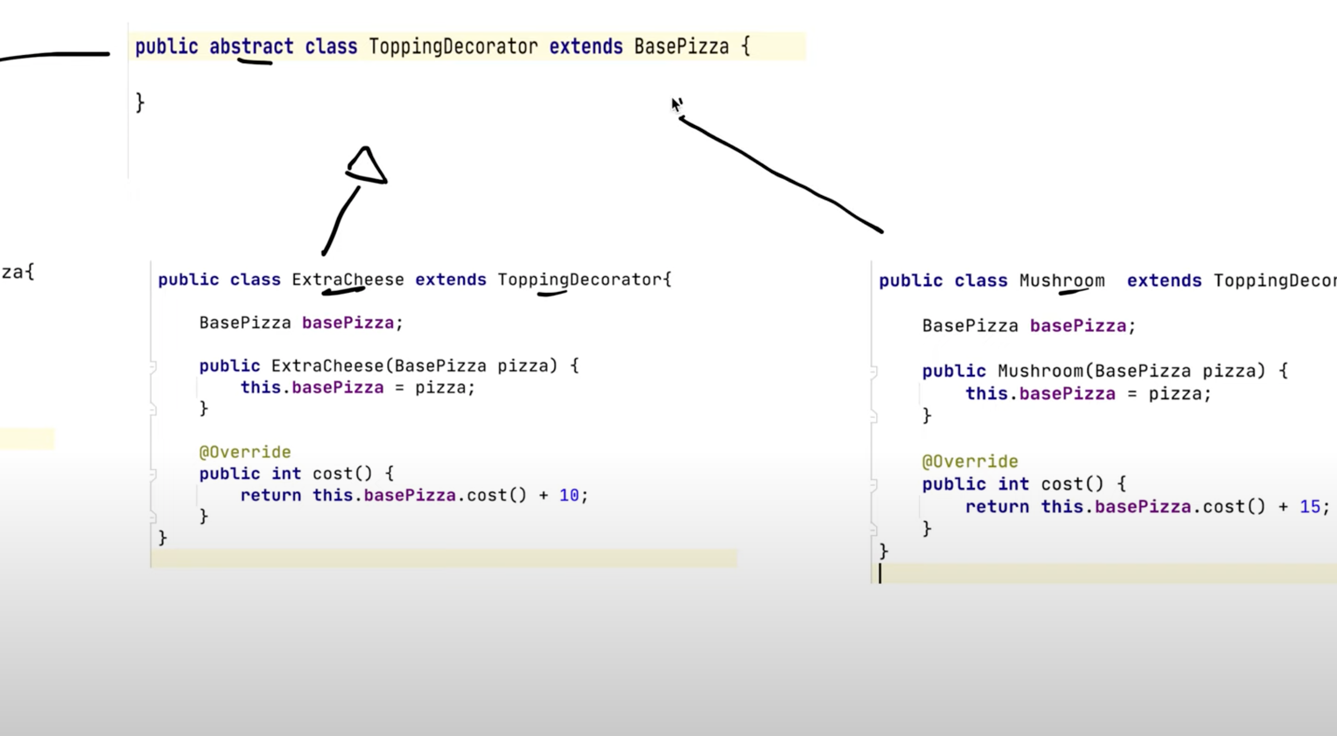 public abstract class ToppingDecorator extends BasePizza {
}
za{
public class ExtraCheese extends ToppingDecorator{
BasePizza basePizza;
public ExtraCheese(BasePizza pizza) {
this.basePizza = pizza;
}
@Override
public int cost() {
return this.basePizza.cost() + 10;
}
}
public class Mushroom extends ToppingDecor
BasePizza basePizza;
public Mushroom(BasePizza pizza) {
this.basePizza = pizza;
}
@Override
public int cost() {
return this.basePizza.cost() + 15;
}
}